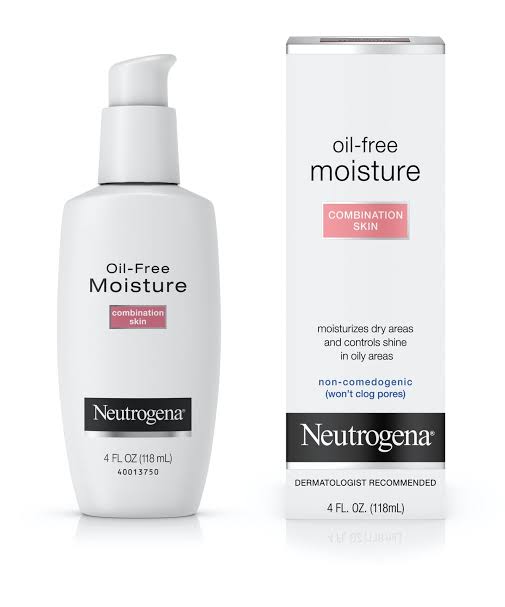 Oil-Free
Moisture
combination
skin
Neutrogena®
4 FL OZ (118 mL)
40013750
oil-free
moisture
COMBINATION
SKIN
moisturizes dry areas
and controls shine
in oily areas
non-comedogenic
(won't clog pores)
Neutrogena®
DERMATOLOGIST RECOMMENDED
4 FL. OZ. (118mL)